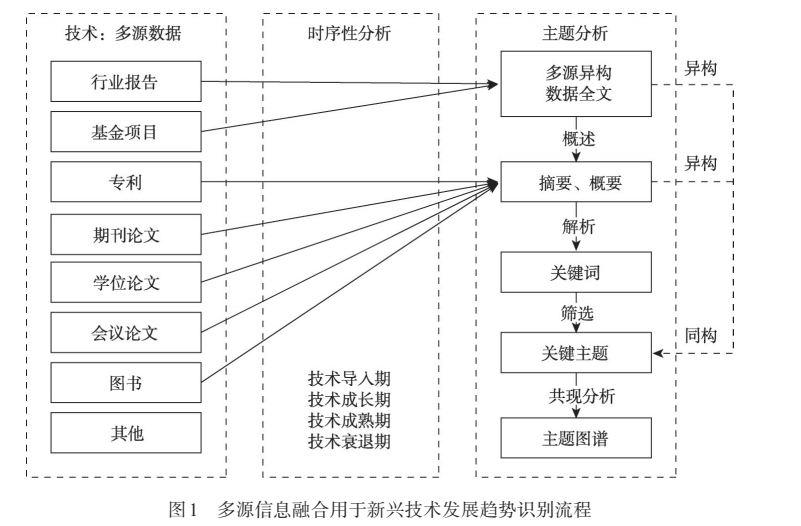 技术：多源数据
行业报告
基金项目
专利
期刊论文
学位论文
会议论文
图书
其他
时序性分析
技术导入期
技术成长期
技术成熟期
技术衰退期
主题分析
多源异构
数据全文
概述
摘要、概要
解析
关键词
筛选
关键主题
共现分析
主题图谱
异构
异构
同构
图1 多源信息融合用于新兴技术发展趋势识别流程